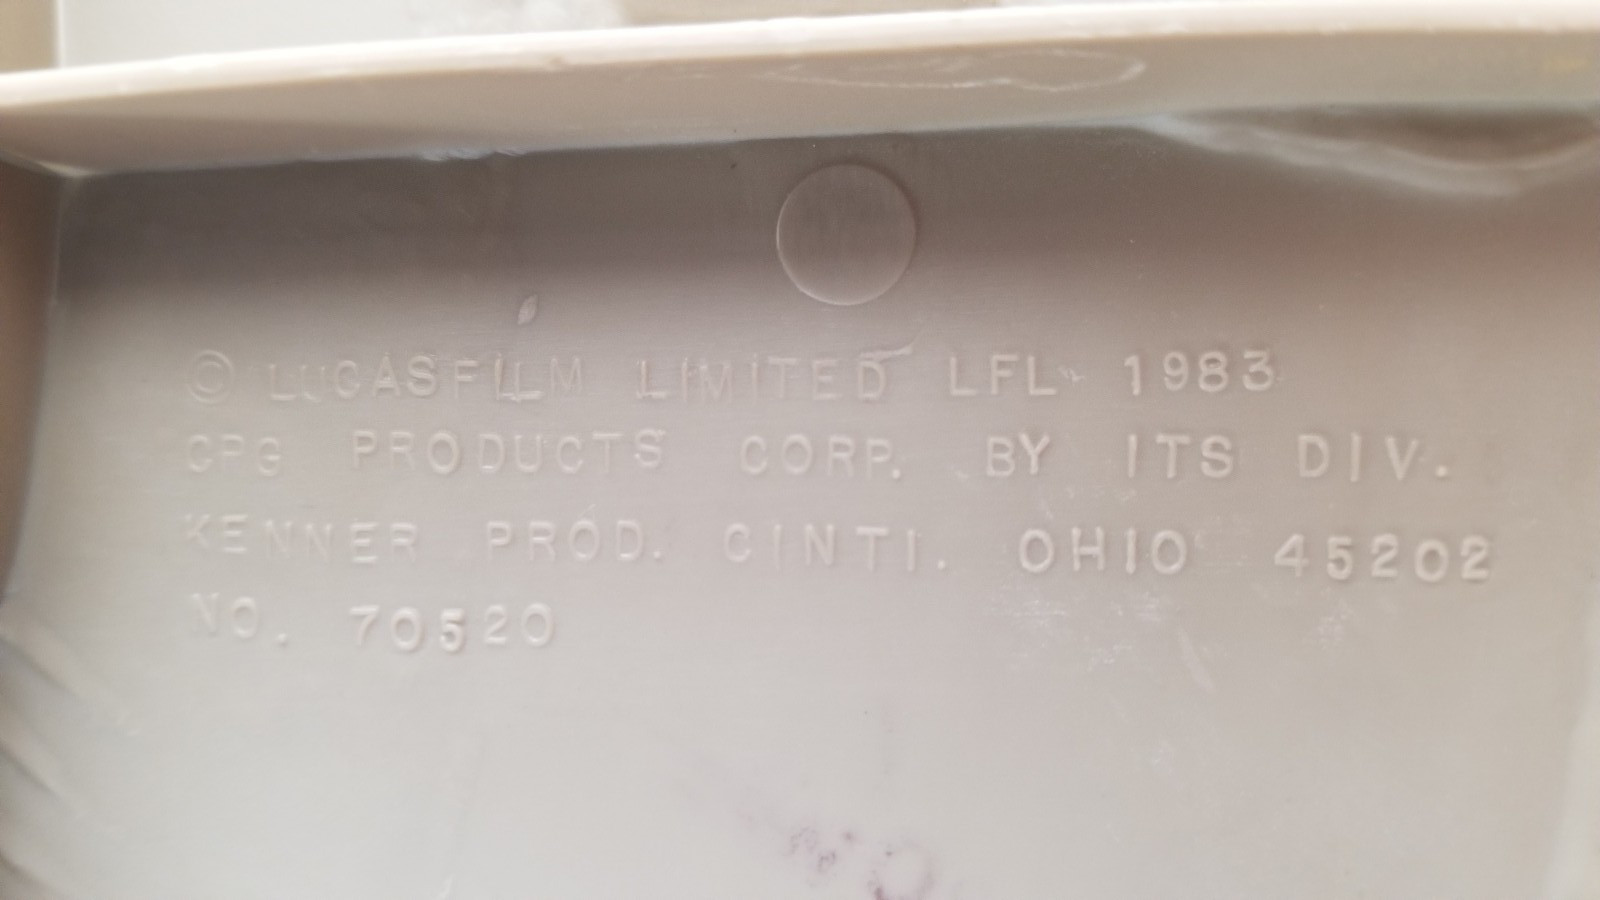 © LUCASFILM LIMITED LFL 1983
CPG PRODUCTS CORP. BY ITS DIV.
KENNER PROD. CINTI. OHIO 45202
NO. 70520